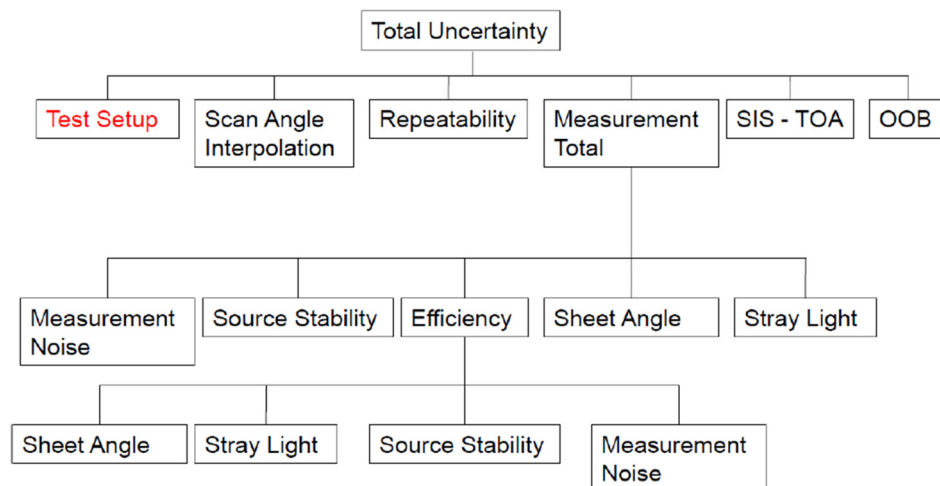 Total Uncertainty
Test Setup
Scan Angle
Interpolation
Repeatability
Measurement
Total
SIS - TOA
OOB
Measurement
Noise
Source Stability
Efficiency
Sheet Angle
Stray Light
Sheet Angle
Stray Light
Source Stability
Measurement
Noise